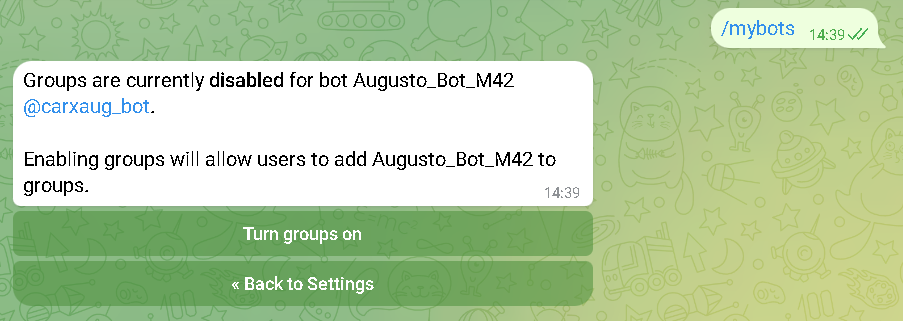 /mybots 14:39
Groups are currently disabled for bot Augusto_Bot_M42
@carxaug_bot.
Enabling groups will allow users to add Augusto_Bot_M42 to
groups.
14:39
Turn groups on
« Back to Settings